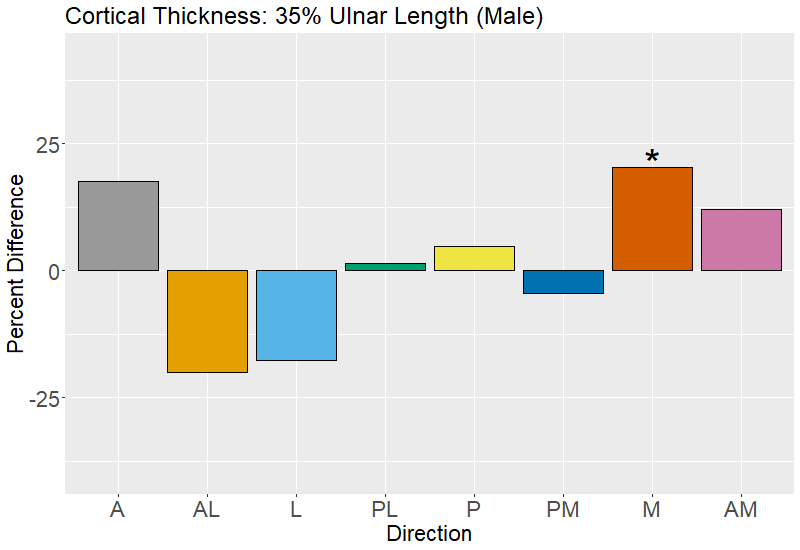 Cortical Thickness: 35% Ulnar Length (Male)
Percent Difference
25
0
-25
*
A AL L PL P PM M AM
Direction